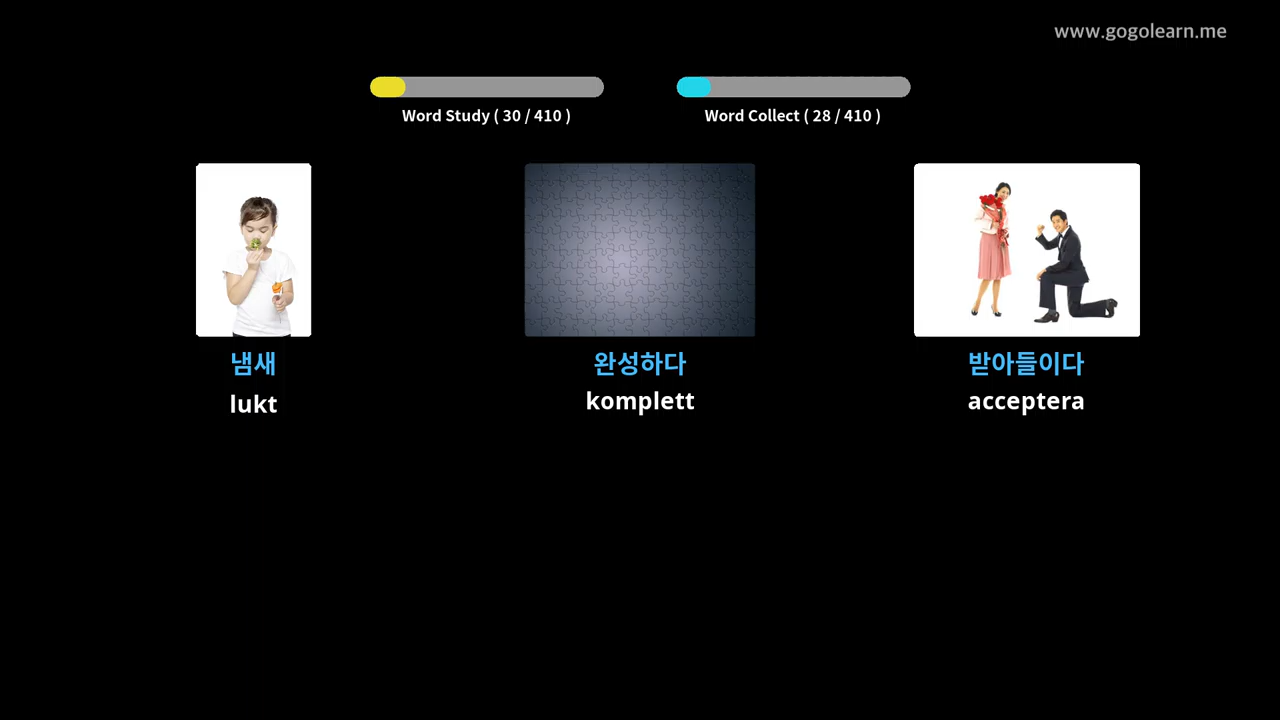 www.gogolearn.me
Word Study ( 30 / 410 )
Word Collect ( 28 / 410 )
냄새
완성하다
받아들이다
lukt
komplett
acceptera